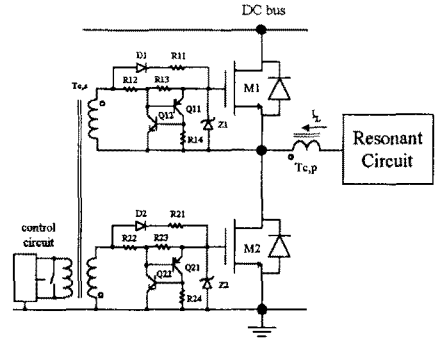 DC bus
D1
R11
Tc,s
R12
R13
M1
Q11
Q12
R14
Z1
I_L
Resonant
Circuit
Tc,p
D2
R21
control
circuit
R22
R23
M2
Q21
Q22
R24
Z2